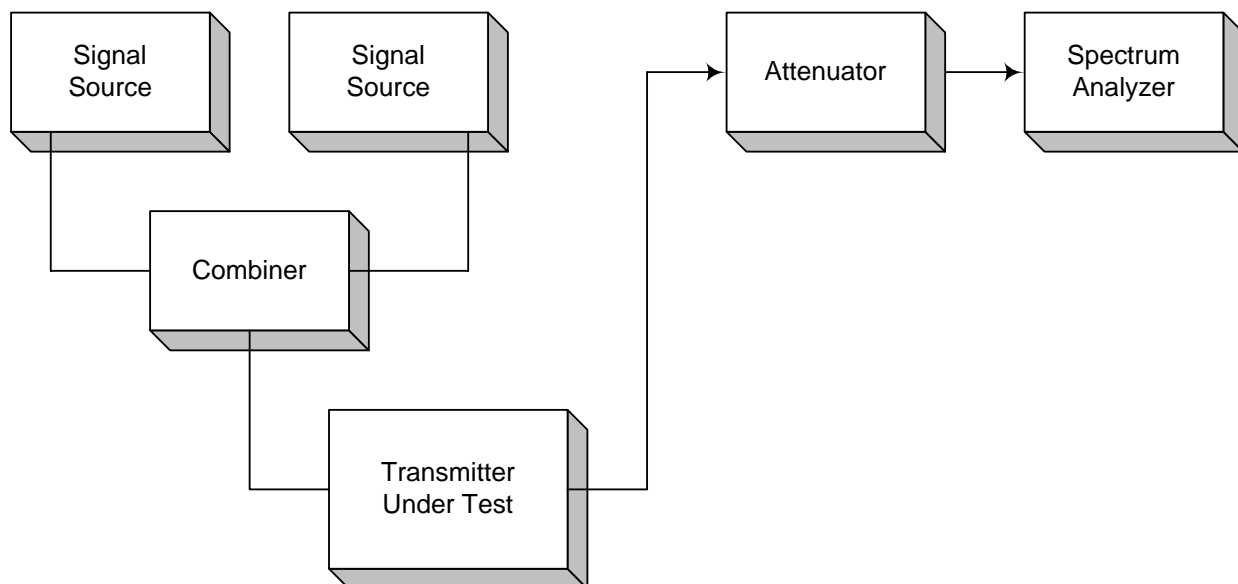 Signal
Source
Signal
Source
Attenuator
Spectrum
Analyzer
Combiner
Transmitter
Under Test